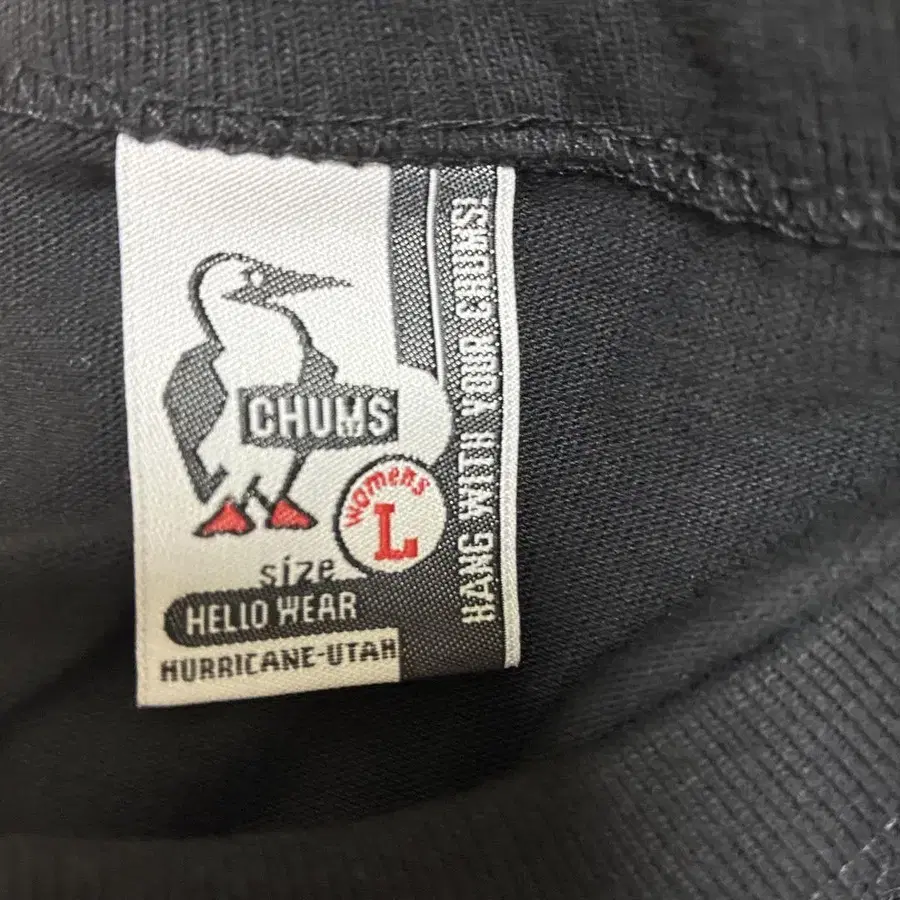 CHUMS
womens
L
size
HELLO WEAR
HURRICANE-UTAH
HANG WITH YOUR CHUMS!